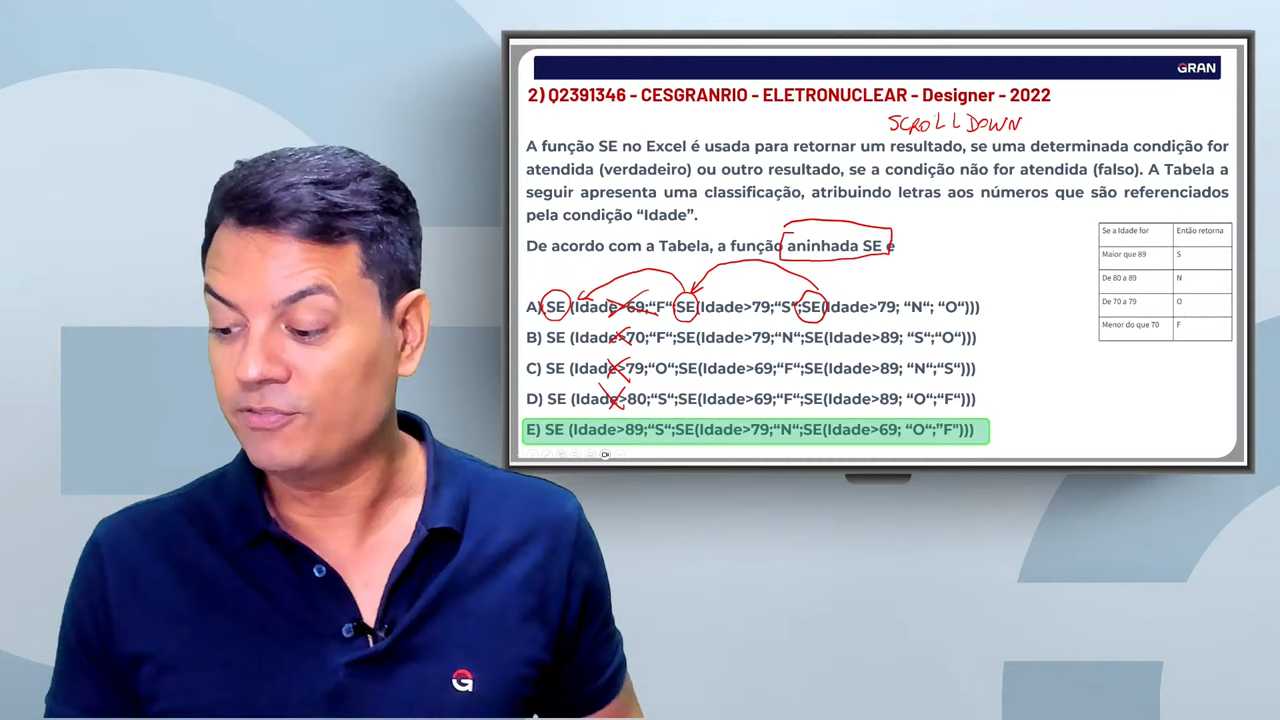 GRAN
2) Q2391346 - CESGRANRIO - ELETRONUCLEAR - Designer - 2022
SCROLL DOWN
A função SE no Excel é usada para retornar um resultado, se uma determinada condição for
atendida (verdadeiro) ou outro resultado, se a condição não for atendida (falso). A Tabela a
seguir apresenta uma classificação, atribuindo letras aos números que são referenciados
pela condição “Idade”.
De acordo com a Tabela, a função aninhada SE é
Se a Idade for Então retorna
Maior que 89 S
De 80 a 89 N
De 70 a 79 O
Menor do que 70 F
A) SE (Idade>69;“F“;SE(Idade>79;“S“;SE(Idade>79; “N“; “O“)))
B) SE (Idade>70;“F“;SE(Idade>79;“N“;SE(Idade>89; “S“;“O“)))
C) SE (Idade>79;“O“;SE(Idade>69;“F“;SE(Idade>89; “N“;“S“)))
D) SE (Idade>80;“S“;SE(Idade>69;“F“;SE(Idade>89; “O“;“F“)))
E) SE (Idade>89;“S“;SE(Idade>79;“N“;SE(Idade>69; “O“;”F")))
G